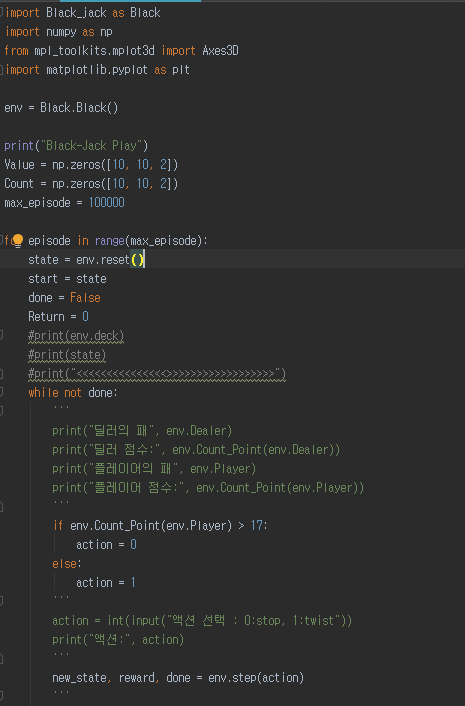 import Black_jack as Black
import numpy as np
from mpl_toolkits.mplot3d import Axes3D
import matplotlib.pyplot as plt

env = Black.Black()

print("Black-Jack Play")
Value = np.zeros([10, 10, 2])
Count = np.zeros([10, 10, 2])
max_episode = 100000

episode in range(max_episode):
    state = env.reset()
    start = state
    done = False
    Return = 0
    #print(env.deck)
    #print(state)
    #print("<<<<<<<<<<<<<<<<>>>>>>>>>>>>>>>>>>>")
    while not done:
        '''
        print("딜러의 패", env.Dealer)
        print("딜러 점수:", env.Count_Point(env.Dealer))
        print("플레이어의 패", env.Player)
        print("플레이어 점수:", env.Count_Point(env.Player))
        '''
        if env.Count_Point(env.Player) > 17:
            action = 0
        else:
            action = 1
        '''
        action = int(input("액션 선택 : 0:stop, 1:twist"))
        print("액션:", action)
        '''
        new_state, reward, done = env.step(action)
        '''